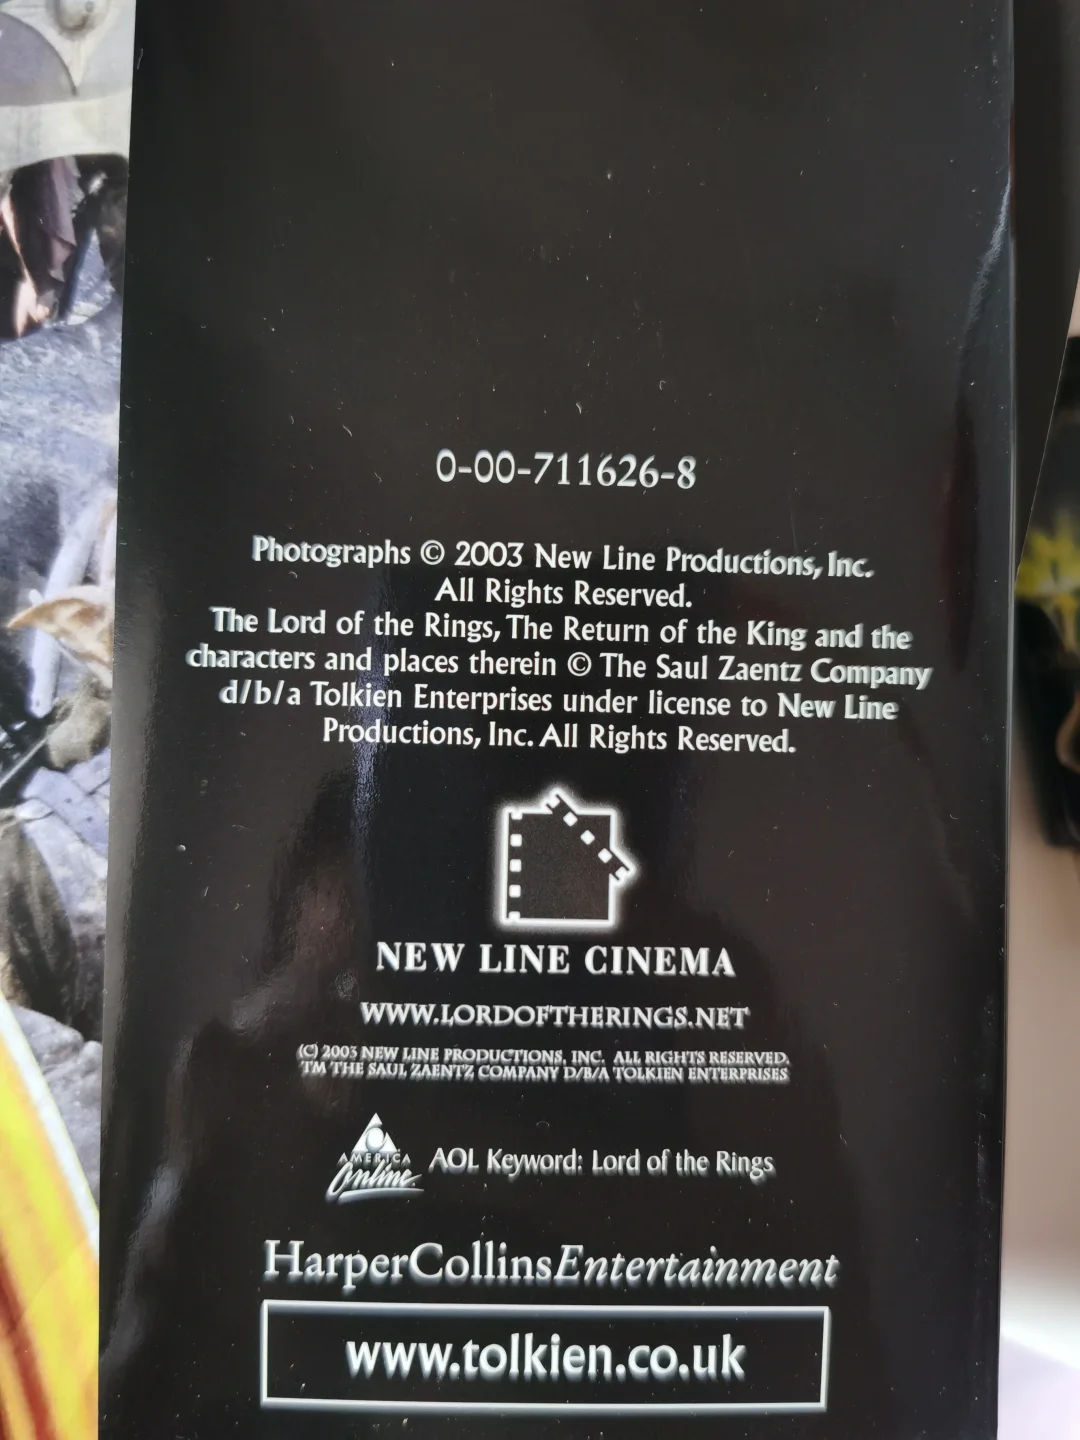 0-00-711626-8
Photographs © 2003 New Line Productions, Inc.
All Rights Reserved.
The Lord of the Rings, The Return of the King and the
characters and places therein © The Saul Zaentz Company
d/b/a Tolkien Enterprises under license to New Line
Productions, Inc. All Rights Reserved.
NEW LINE CINEMA
WWW.LORDOFTHERINGS.NET
(C) 2003 NEW LINE PRODUCTIONS, INC. ALL RIGHTS RESERVED.
TM THE SAUL ZAENTZ COMPANY D/B/A TOLKIEN ENTERPRISES
AMERICA
Online
AOL Keyword: Lord of the Rings
HarperCollinsEntertainment
www.tolkien.co.uk